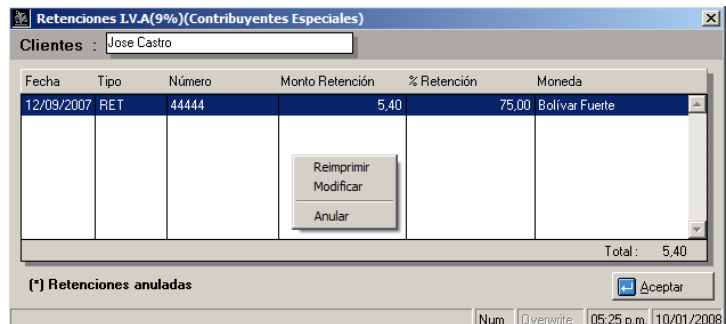 Retenciones I.V.A(9%)(Contribuyentes Especiales)
Clientes : Jose Castro
Fecha Tipo Número Monto Retención % Retención Moneda
12/09/2007 RET 44444 5,40 75,00 Bolívar Fuerte
Reimprimir
Modificar
Anular
Total : 5,40
(*) Retenciones anuladas
Aceptar
Num Overwrite 05:25 p.m. 10/01/2008